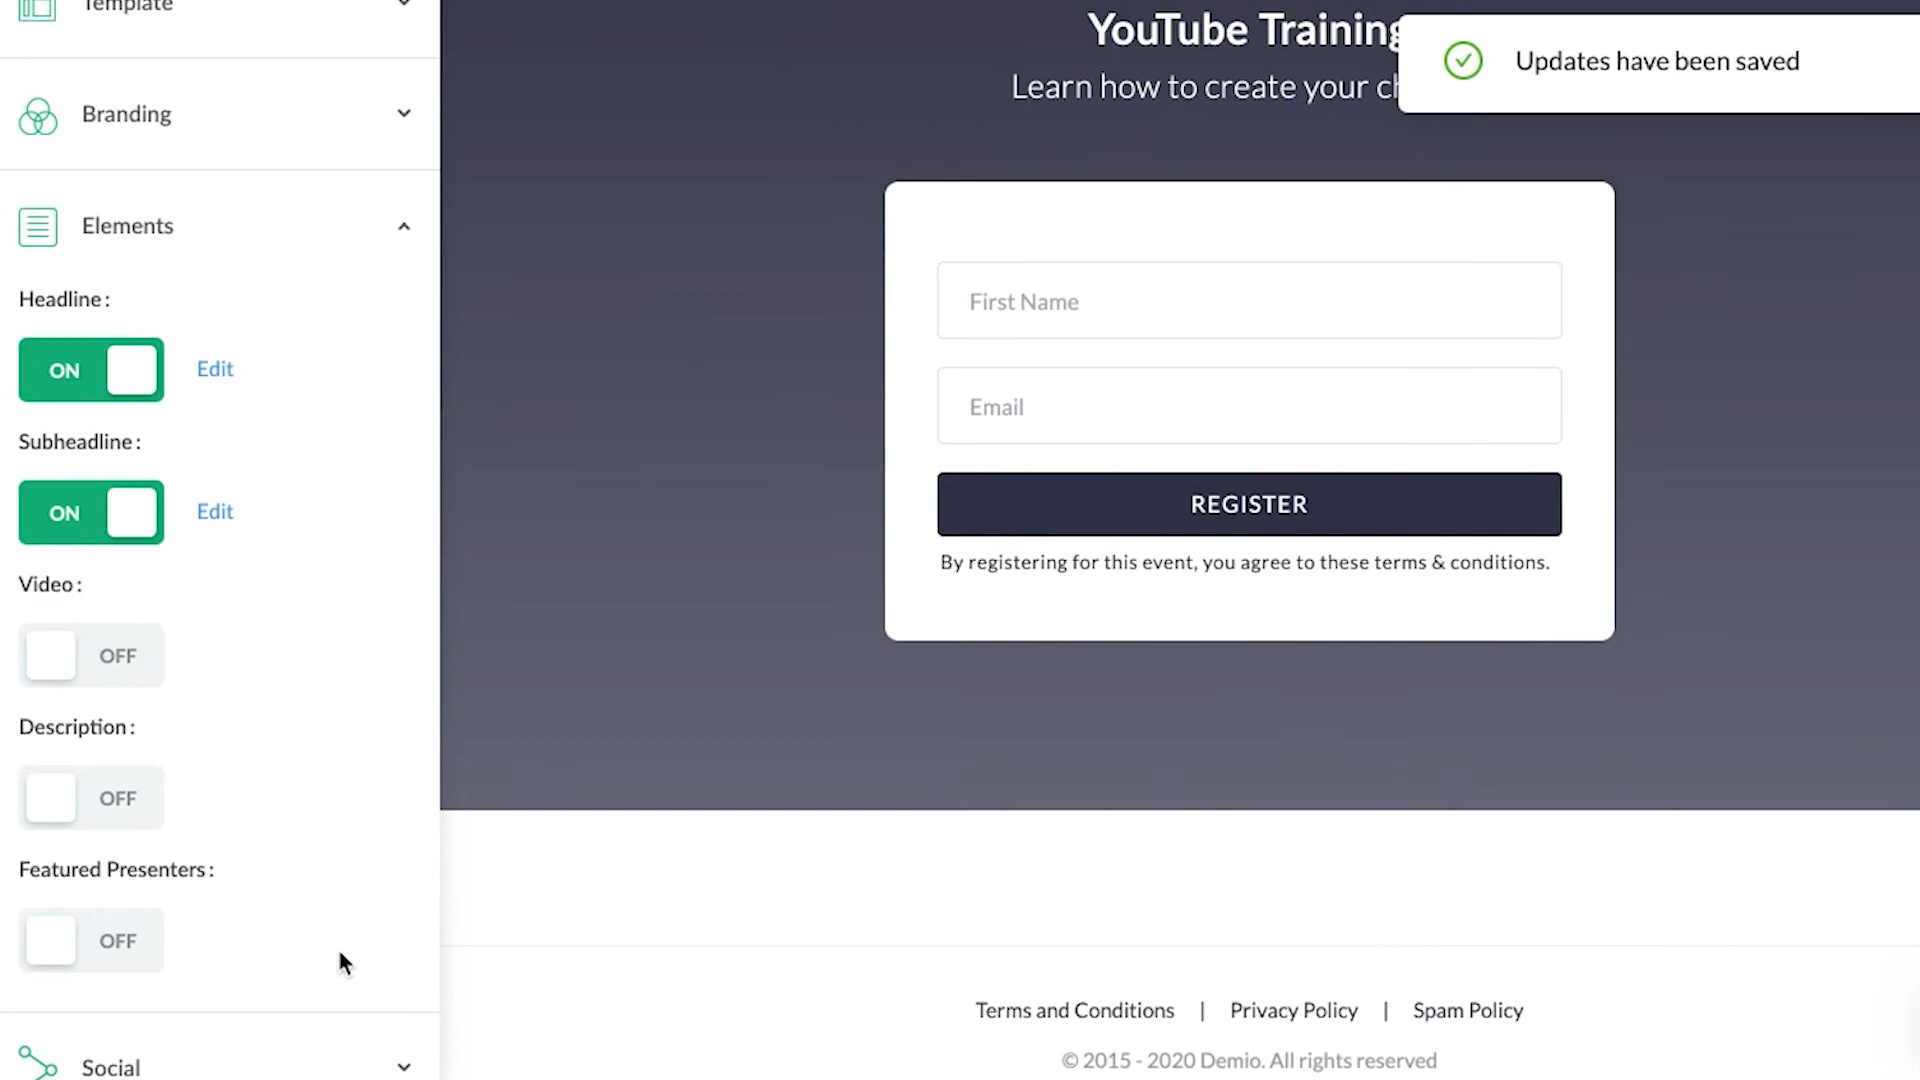 Template
Branding
Elements
Headline:
ON
Edit
Subheadline:
ON
Edit
Video:
OFF
Description:
OFF
Featured Presenters:
OFF
Social
YouTube Training
Learn how to create your
Updates have been saved
First Name
Email
REGISTER
By registering for this event, you agree to these terms & conditions.
Terms and Conditions | Privacy Policy | Spam Policy
© 2015 - 2020 Demio. All rights reserved